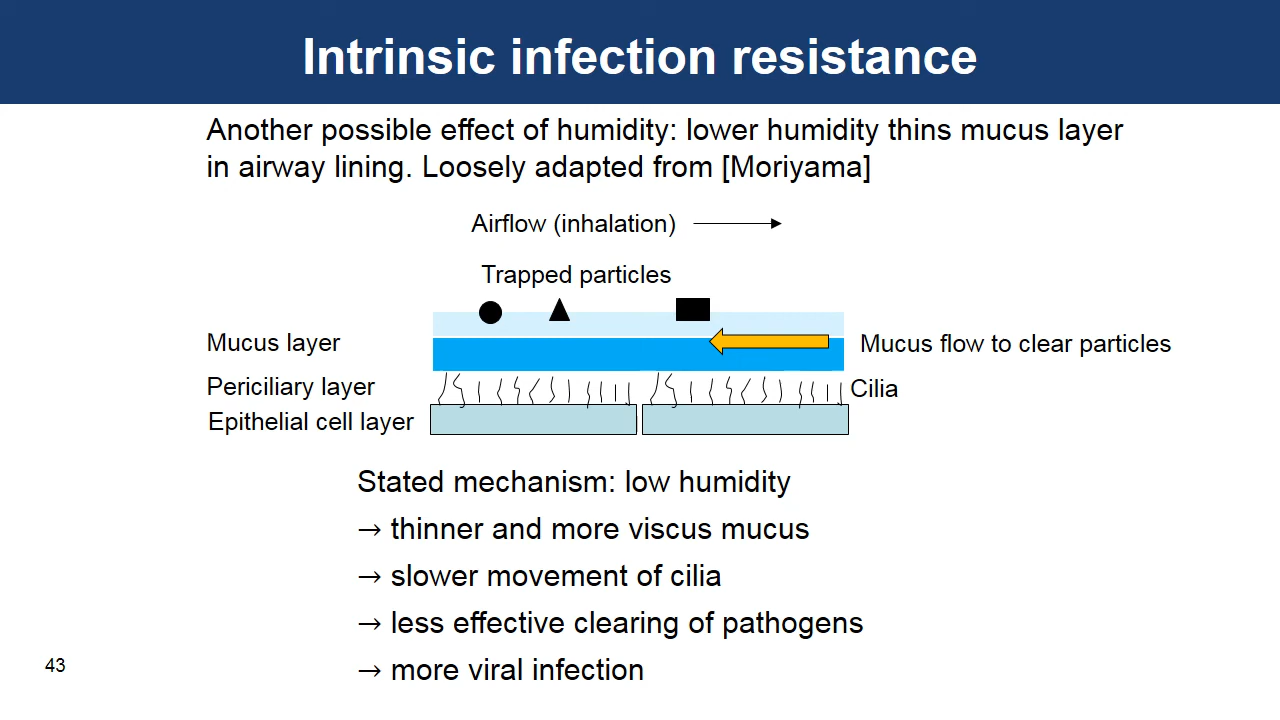 Intrinsic infection resistance
Another possible effect of humidity: lower humidity thins mucus layer
in airway lining. Loosely adapted from [Moriyama]
Airflow (inhalation)
Trapped particles
Mucus layer
Mucus flow to clear particles
Periciliary layer
Cilia
Epithelial cell layer
Stated mechanism: low humidity
→ thinner and more viscus mucus
→ slower movement of cilia
→ less effective clearing of pathogens
→ more viral infection
43